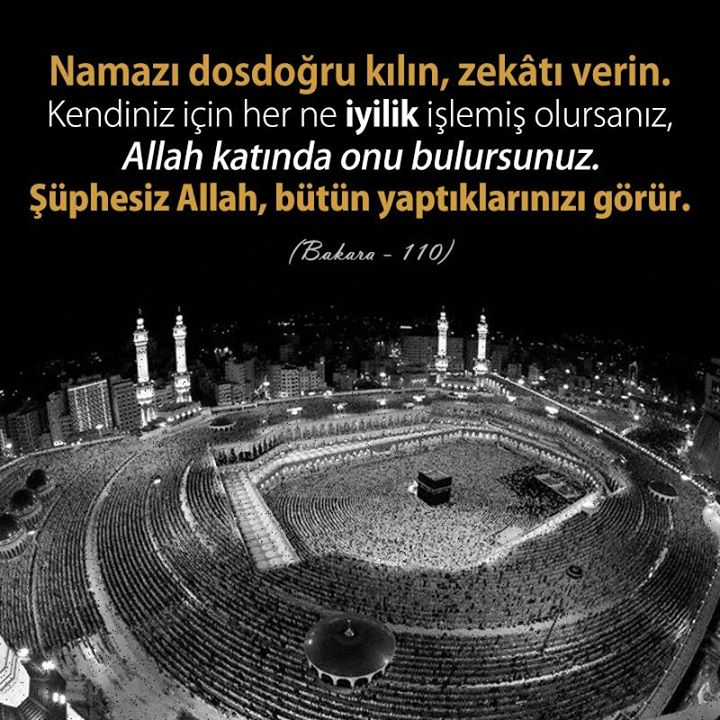 Namazı dosdoğru kılın, zekâtı verin.
Kendiniz için her ne iyilik işlemiş olursanız,
Allah katında onu bulursunuz.
Şüphesiz Allah, bütün yaptıklarınızı görür.
(Bakara - 110)